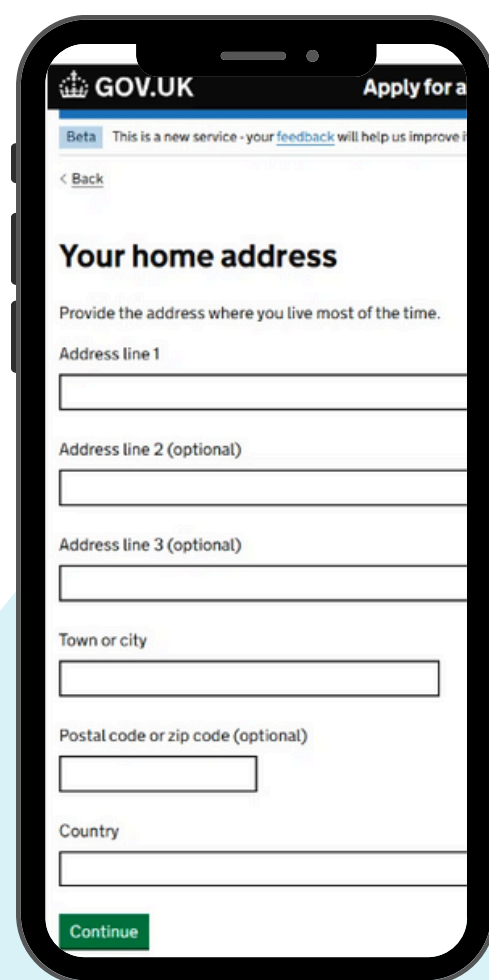 GOV.UK Apply for a
Beta This is a new service - your feedback will help us improve i
< Back
Your home address
Provide the address where you live most of the time.
Address line 1
Address line 2 (optional)
Address line 3 (optional)
Town or city
Postal code or zip code (optional)
Country
Continue